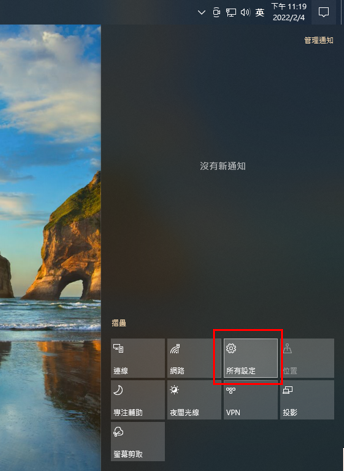 英
下午 11:19
2022/2/4
管理通知
沒有新通知
摺疊
連線
網路
所有設定
位置
專注輔助
夜間光線
VPN
投影
螢幕剪取